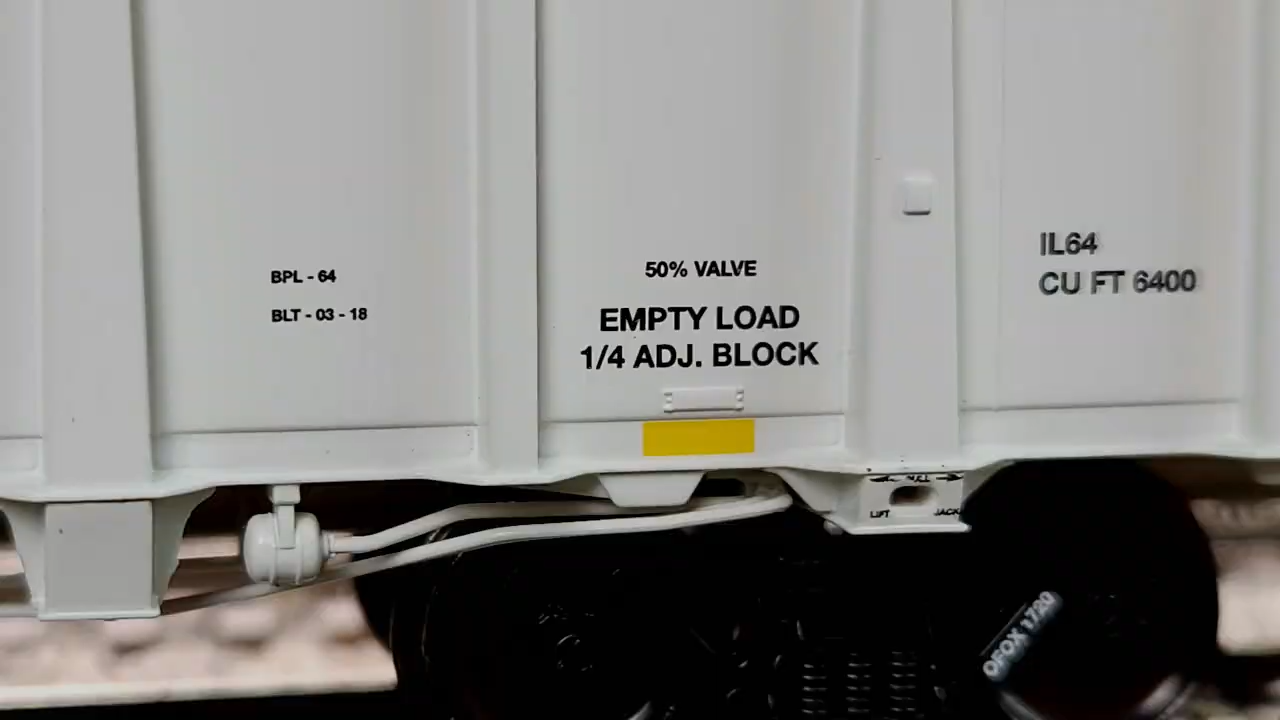 BPL - 64
BLT - 03 - 18
50% VALVE
EMPTY LOAD
1/4 ADJ. BLOCK
IL64
CU FT 6400
LIFT JACK
OFOX 1720